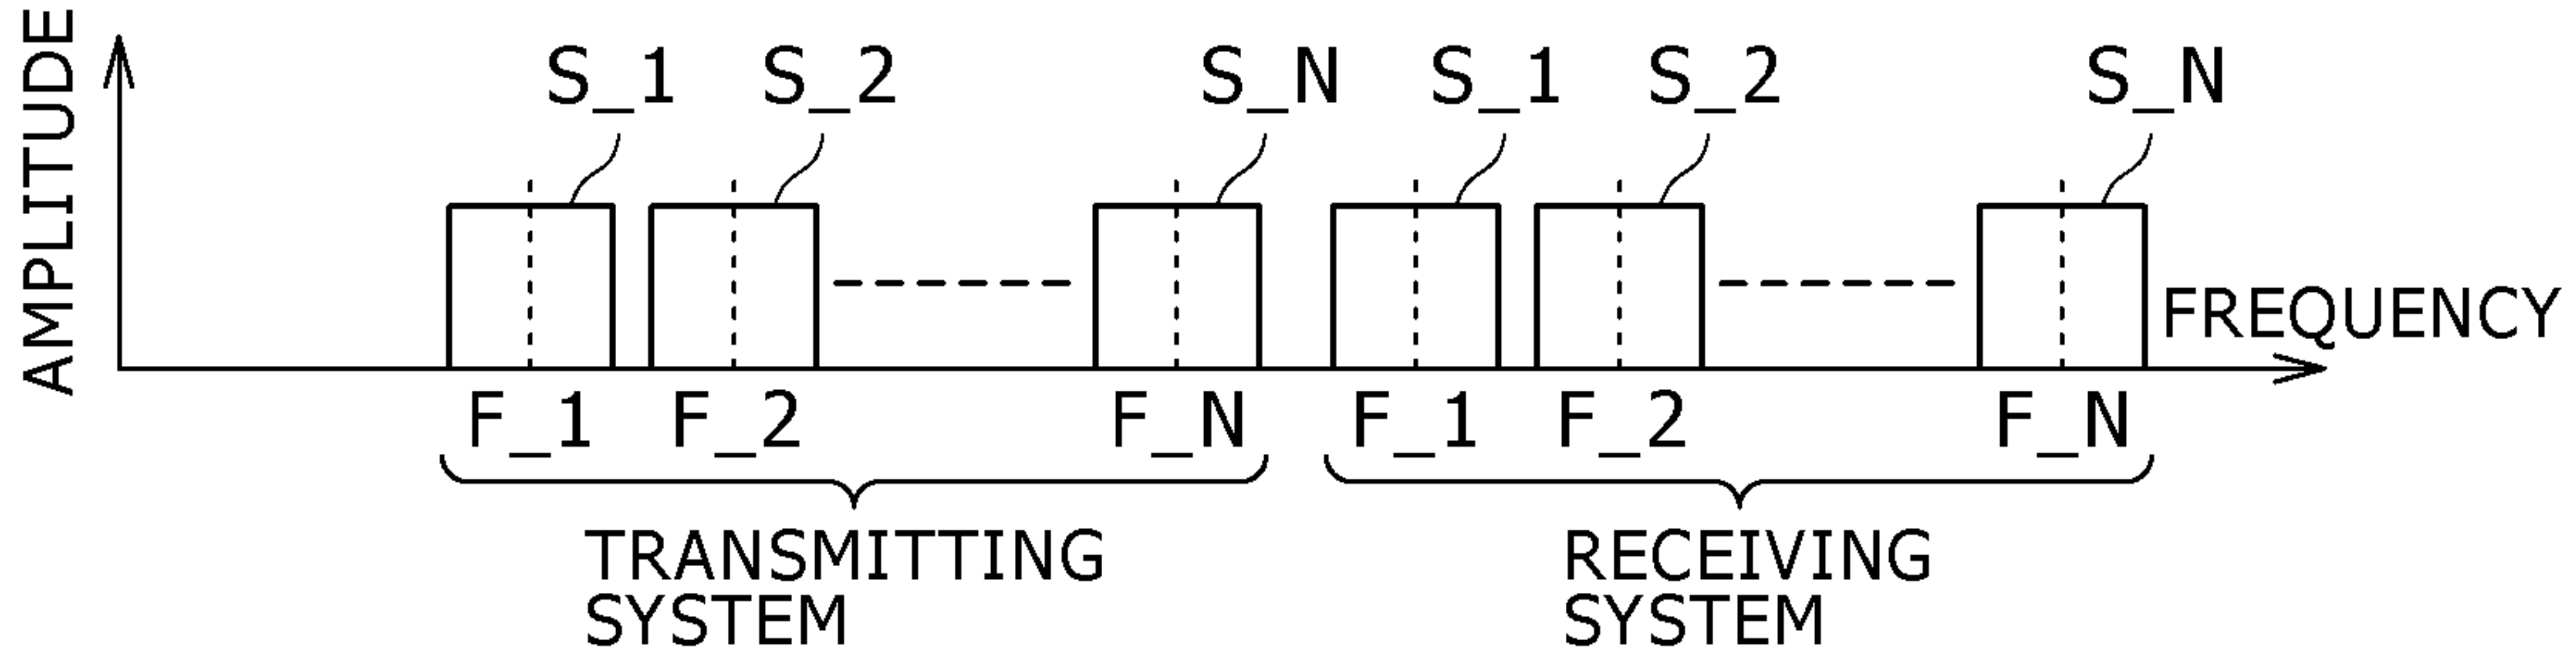 AMPLITUDE
S_1 S_2 S_N S_1 S_2 S_N
FREQUENCY
F_1 F_2 F_N F_1 F_2 F_N
TRANSMITTING
SYSTEM
RECEIVING
SYSTEM